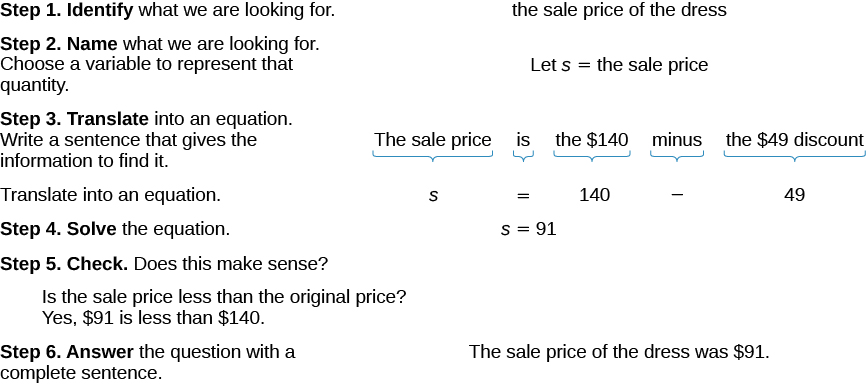 Step 1. Identify what we are looking for. the sale price of the dress
Step 2. Name what we are looking for.
Choose a variable to represent that
quantity.
Let s = the sale price
Step 3. Translate into an equation.
Write a sentence that gives the
information to find it.
The sale price is the $140 minus the $49 discount
Translate into an equation. s = 140 − 49
Step 4. Solve the equation. s = 91
Step 5. Check. Does this make sense?
Is the sale price less than the original price?
Yes, $91 is less than $140.
Step 6. Answer the question with a
complete sentence.
The sale price of the dress was $91.